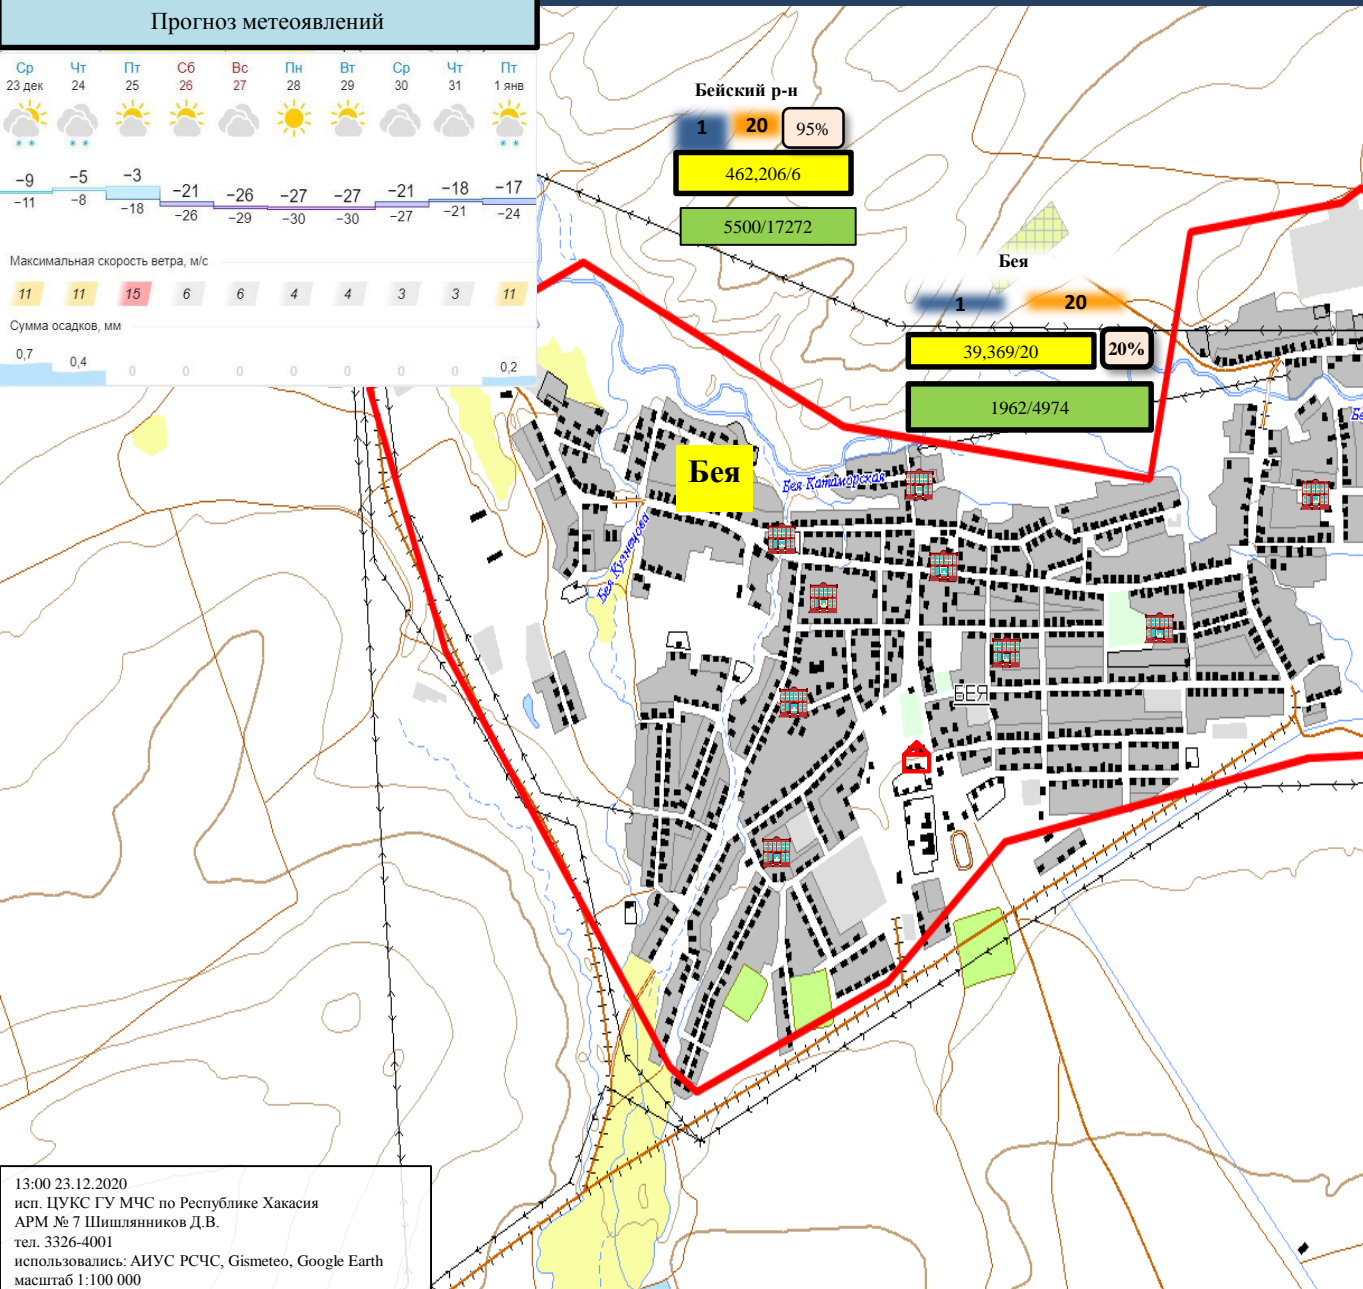 Прогноз метеоявлений
Ср Чт Пт Сб Вс Пн Вт Ср Чт Пт
23 дек 24 25 26 27 28 29 30 31 1 янв
−9 −5 −3 −21 −26 −27 −27 −21 −18 −17
−11 −8 −18 −26 −29 −30 −30 −27 −21 −24
Максимальная скорость ветра, м/с
11 11 15 6 6 4 4 3 3 11
Сумма осадков, мм
0,7 0,4 0 0 0 0 0 0 0 0,2
Бейский р-н
1 20 95%
462,206/6
5500/17272
Бея
1 20
39,369/20 20%
1962/4974
Бея
Бея Катаморская
Бея Кузнецова
Бе
БЕЯ
13:00 23.12.2020
исп. ЦУКС ГУ МЧС по Республике Хакасия
АРМ № 7 Шишлянников Д.В.
тел. 3326-4001
использовались: АИУС РСЧС, Gismeteo, Google Earth
масштаб 1:100 000